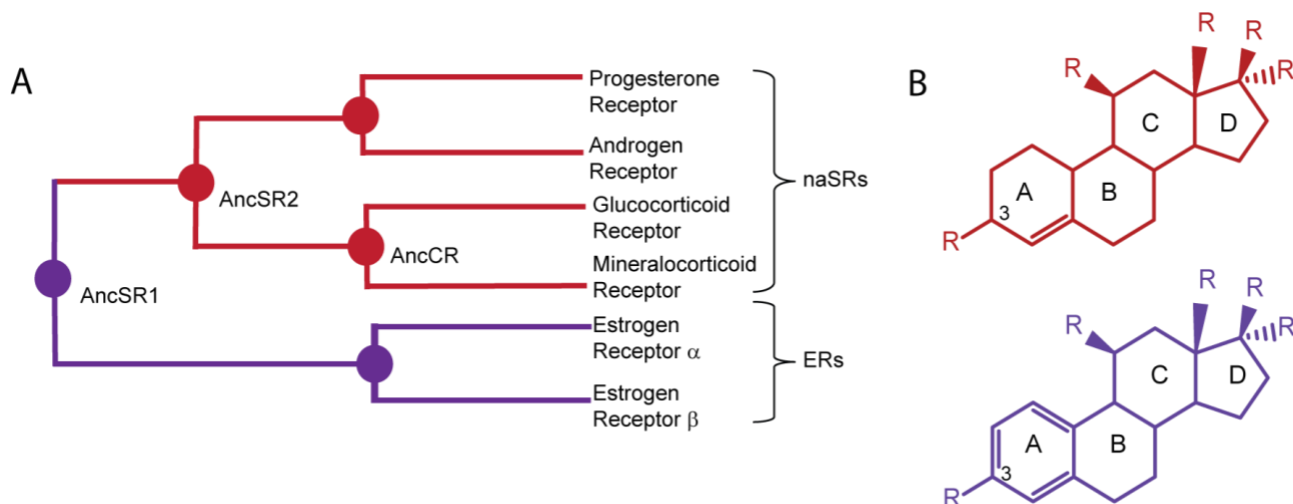 A
Progesterone
Receptor
Androgen
Receptor
naSRs
AncSR2
Glucocorticoid
Receptor
AncCR
Mineralocorticoid
Receptor
AncSR1
Estrogen
Receptor α
ERs
Estrogen
Receptor β
B
R
R
R
R
C
D
A
B
3
R
R
R
R
R
C
D
A
B
3
R